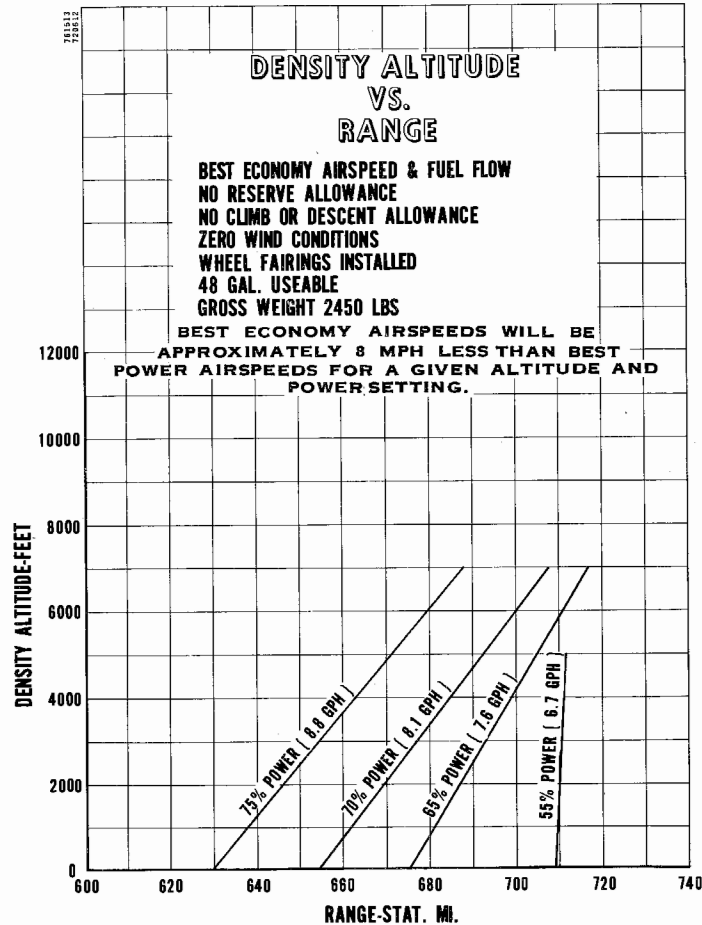 761513
720612
DENSITY ALTITUDE
VS.
RANGE
BEST ECONOMY AIRSPEED & FUEL FLOW
NO RESERVE ALLOWANCE
NO CLIMB OR DESCENT ALLOWANCE
ZERO WIND CONDITIONS
WHEEL FAIRINGS INSTALLED
48 GAL. USEABLE
GROSS WEIGHT 2450 LBS
BEST ECONOMY AIRSPEEDS WILL BE
APPROXIMATELY 8 MPH LESS THAN BEST
POWER AIRSPEEDS FOR A GIVEN ALTITUDE AND
POWER SETTING.
12000
10000
8000
6000
4000
2000
0
DENSITY ALTITUDE-FEET
75% POWER ( 8.8 GPH )
70% POWER ( 8.1 GPH )
65% POWER ( 7.6 GPH )
55% POWER ( 6.7 GPH
600 620 640 660 680 700 720 740
RANGE-STAT. MI.